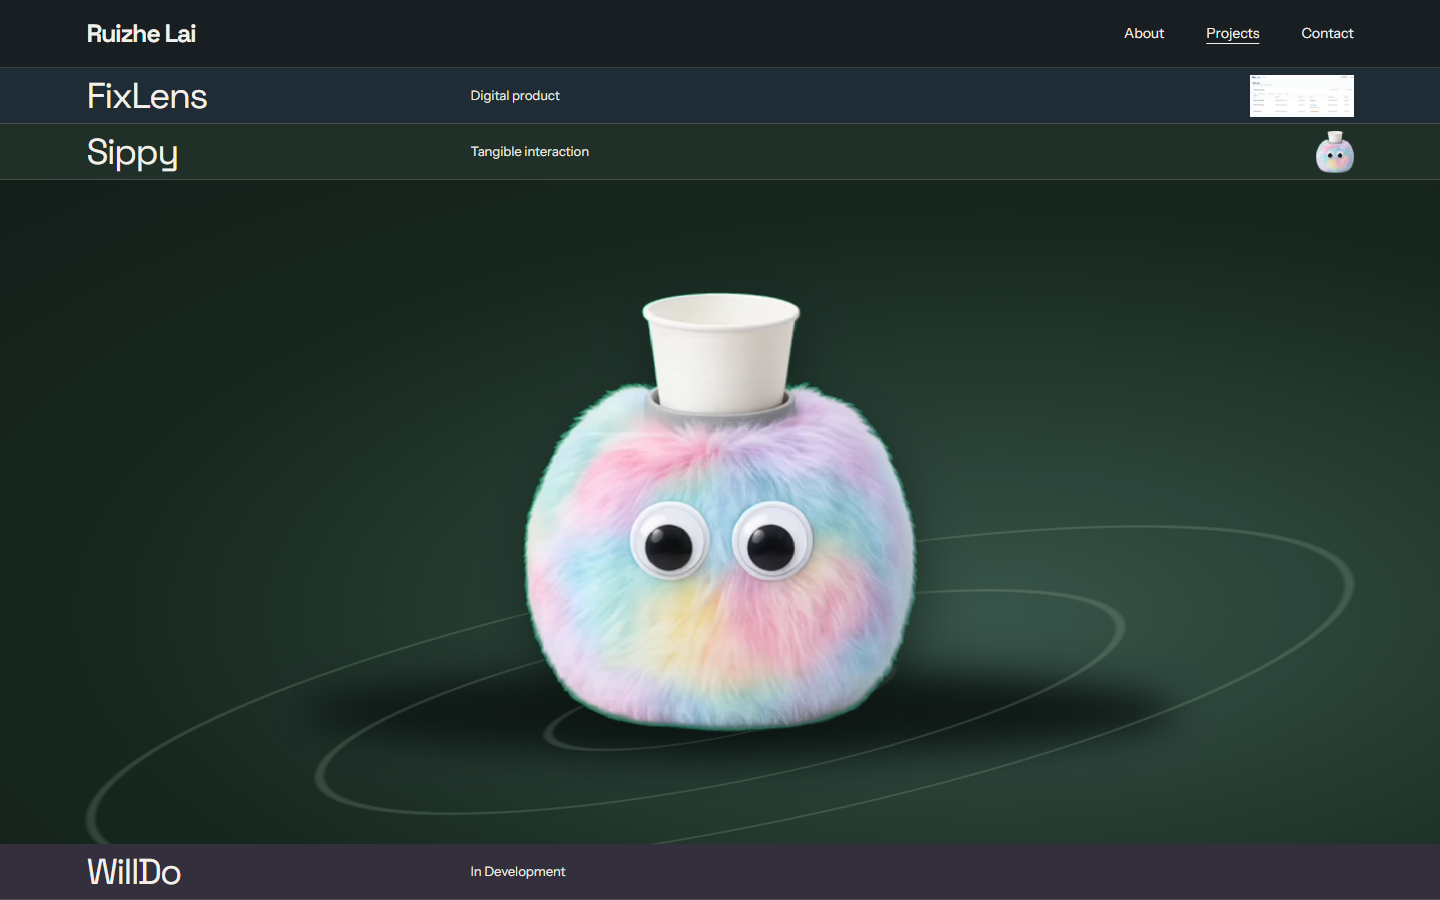 Ruizhe Lai
About Projects Contact
FixLens Digital product
Sippy Tangible interaction
WillDo In Development